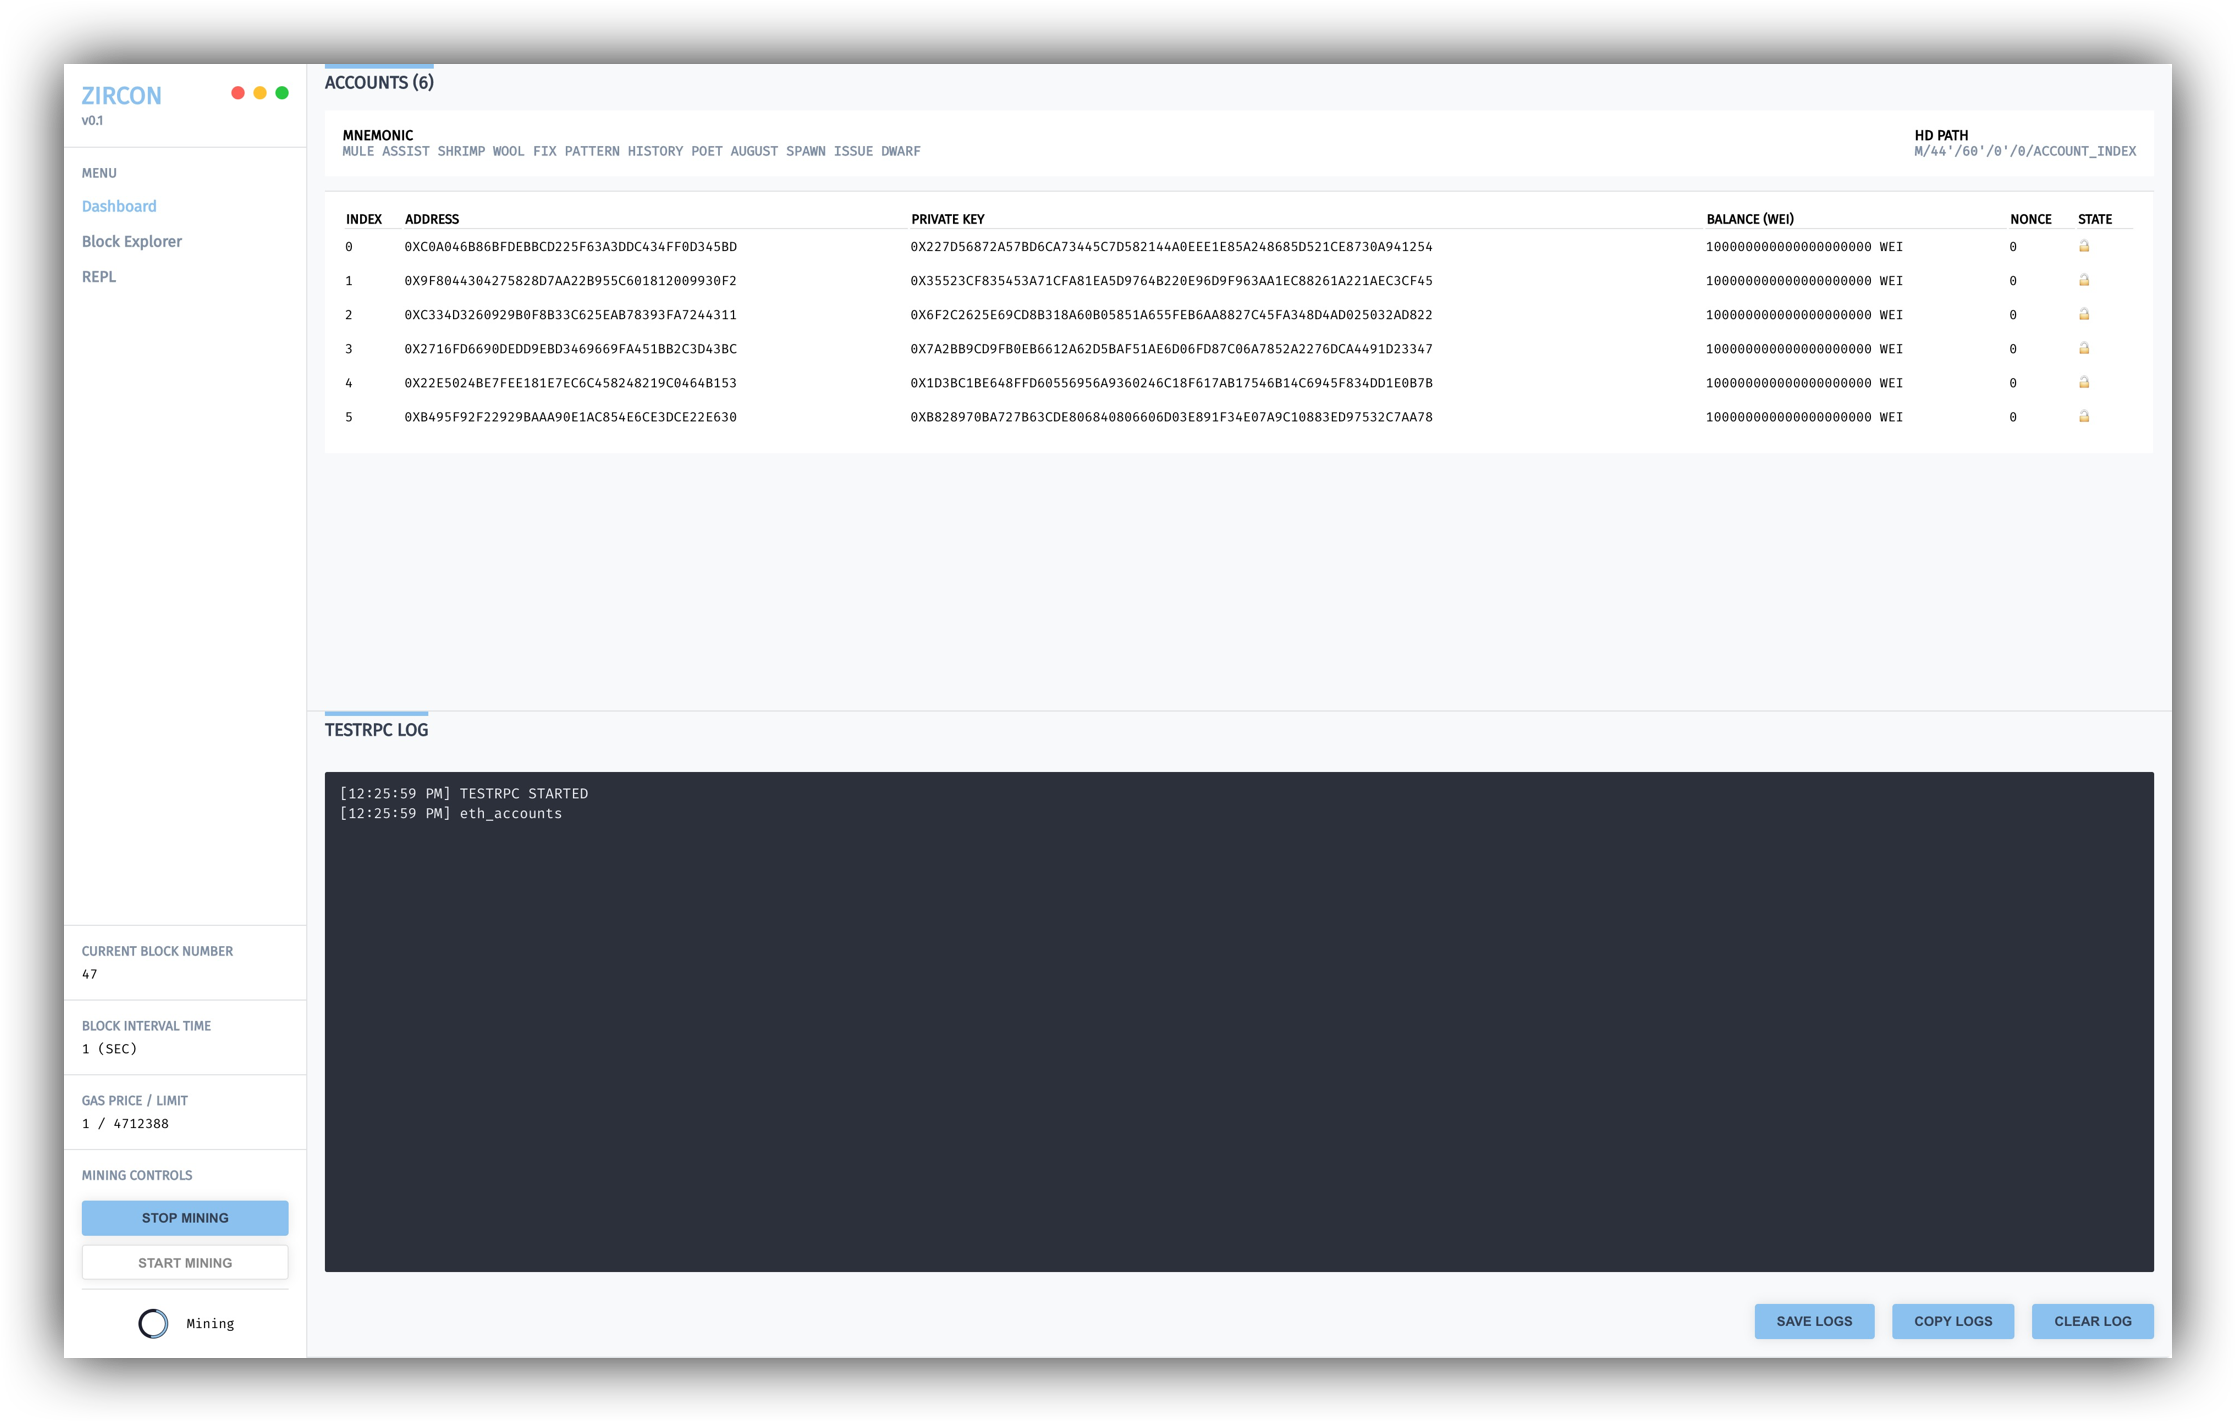 ZIRCON
v0.1
MENU
Dashboard
Block Explorer
REPL
CURRENT BLOCK NUMBER
47
BLOCK INTERVAL TIME
1 (SEC)
GAS PRICE / LIMIT
1 / 4712388
MINING CONTROLS
STOP MINING
START MINING
Mining
ACCOUNTS (6)
MNEMONIC HD PATH
MULE ASSIST SHRIMP WOOL FIX PATTERN HISTORY POET AUGUST SPAWN ISSUE DWARF M/44'/60'/0'/0/ACCOUNT_INDEX
INDEX ADDRESS PRIVATE KEY BALANCE (WEI) NONCE STATE
0 0XC0A046B86BFDEBBCD225F63A3DDC434FF0D345BD 0X227D56872A57BD6CA73445C7D582144A0EEE1E85A248685D521CE8730A941254 100000000000000000000 WEI 0
1 0X9F8044304275828D7AA22B955C601812009930F2 0X35523CF835453A71CFA81EA5D9764B220E96D9F963AA1EC88261A221AEC3CF45 100000000000000000000 WEI 0
2 0XC334D3260929B0F8B33C625EAB78393FA7244311 0X6F2C2625E69CD8B318A60B05851A655FEB6AA8827C45FA348D4AD025032AD822 100000000000000000000 WEI 0
3 0X2716FD6690DEDD9EBD3469669FA451BB2C3D43BC 0X7A2BB9CD9FB0EB6612A62D5BAF51AE6D06FD87C06A7852A2276DCA4491D23347 100000000000000000000 WEI 0
4 0X22E5024BE7FEE181E7EC6C458248219C0464B153 0X1D3BC1BE648FFD60556956A9360246C18F617AB17546B14C6945F834DD1E0B7B 100000000000000000000 WEI 0
5 0XB495F92F22929BAAA90E1AC854E6CE3DCE22E630 0XB828970BA727B63CDE806840806606D03E891F34E07A9C10883ED97532C7AA78 100000000000000000000 WEI 0
TESTRPC LOG
[12:25:59 PM] TESTRPC STARTED
[12:25:59 PM] eth_accounts
SAVE LOGS COPY LOGS CLEAR LOG